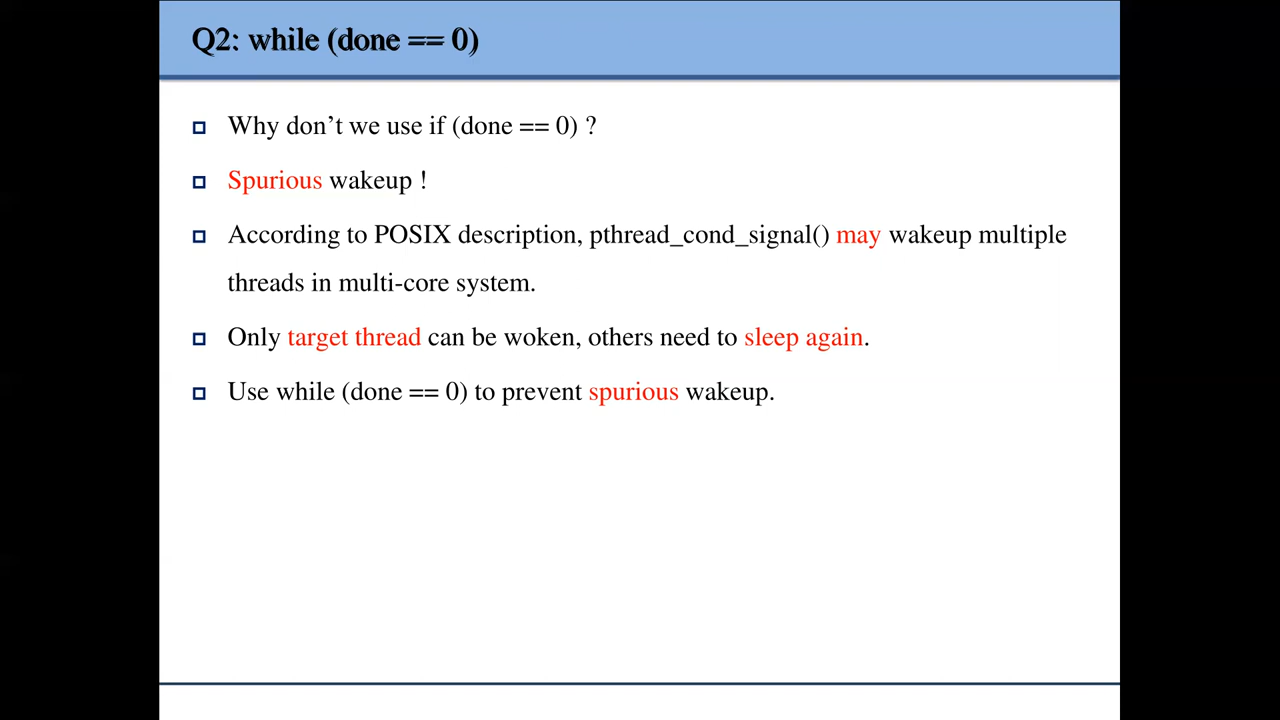 Q2: while (done == 0)
Why don’t we use if (done == 0) ?
Spurious wakeup !
According to POSIX description, pthread_cond_signal() may wakeup multiple
threads in multi-core system.
Only target thread can be woken, others need to sleep again.
Use while (done == 0) to prevent spurious wakeup.